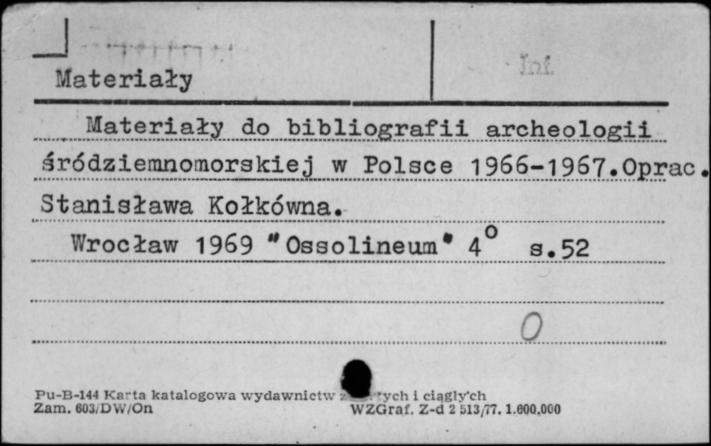 Inf.
Materiały
Materiały do bibliografii archeologii
śródziemnomorskiej w Polsce 1966-1967.Oprac.
Stanisława Kołkówna.
Wrocław 1969 "Ossolineum" 4° s.52
0
Pu-B-144 Karta katalogowa wydawnictw i ciągłych
Zam. 603/DW/On WZGraf. Z-d 2 513/77. 1.600,000